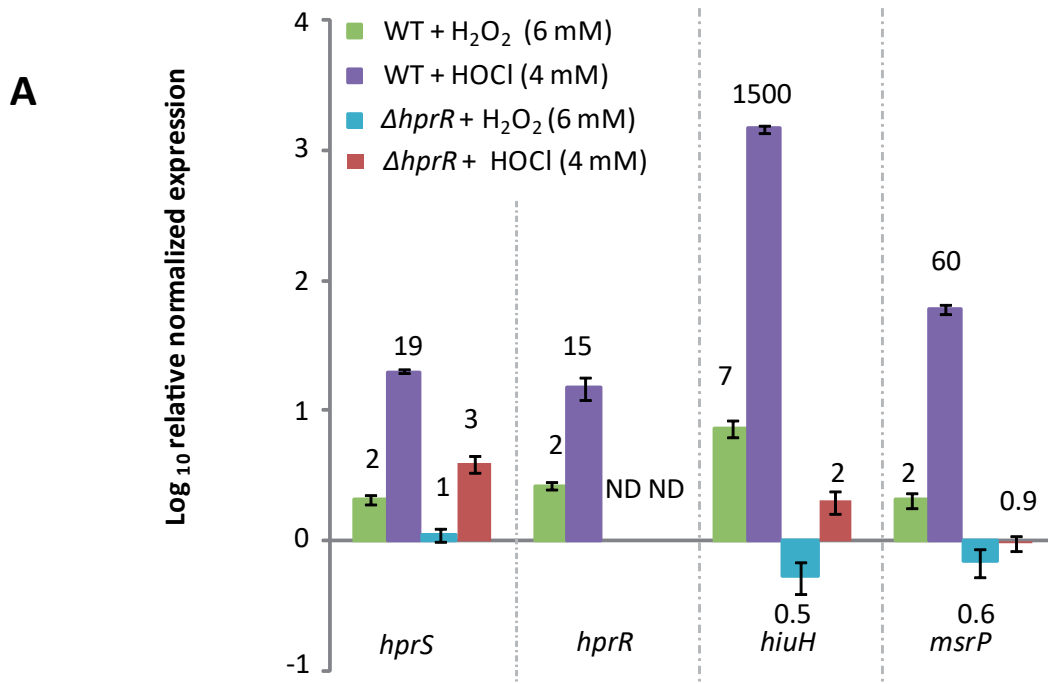 A
Log 10 relative normalized expression
4
3
2
1
0
-1
WT + H2O2 (6 mM)
WT + HOCl (4 mM)
ΔhprR + H2O2 (6 mM)
ΔhprR + HOCl (4 mM)
2
19
1
3
2
15
ND ND
7
1500
0.5
2
2
60
0.6
0.9
hprS
hprR
hiuH
msrP